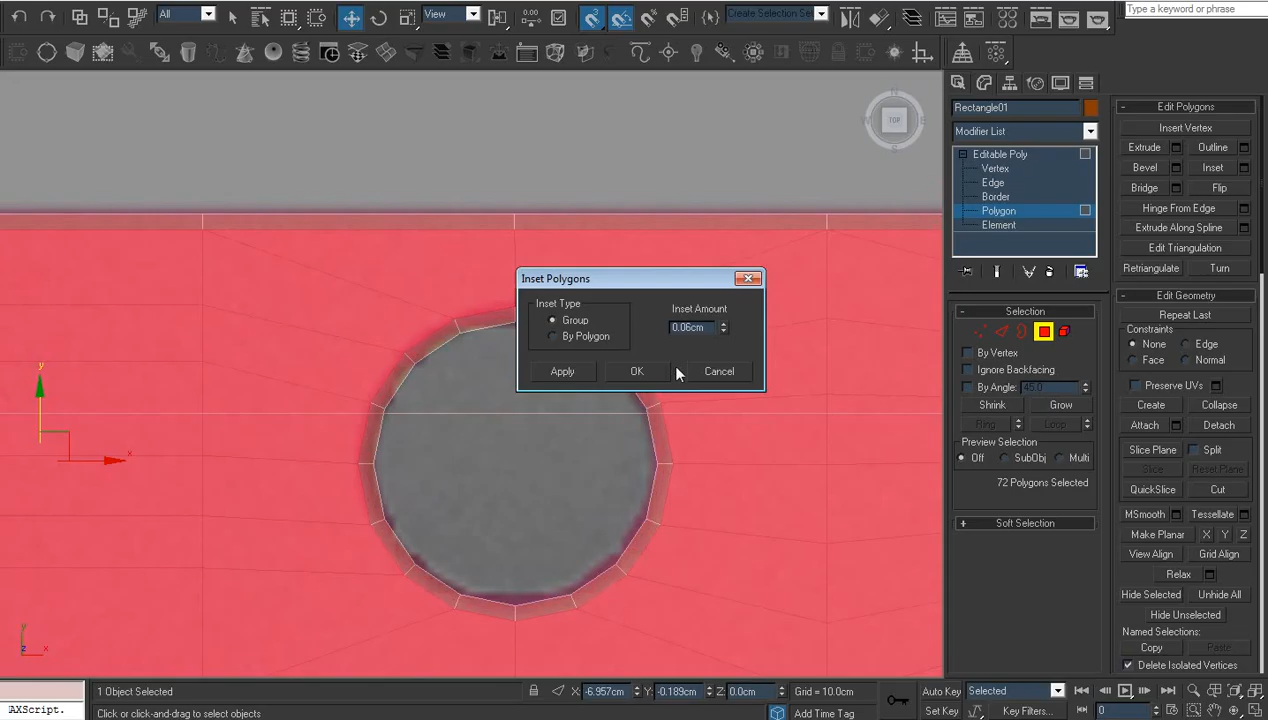 All
View
Create Selection Set
Type a keyword or phrase
N
TOP
W
E
S
Rectangle01
Modifier List
Editable Poly
Vertex
Edge
Border
Polygon
Element
Edit Polygons
Insert Vertex
Extrude
Outline
Bevel
Inset
Bridge
Flip
Hinge From Edge
Extrude Along Spline
Edit Triangulation
Retriangulate
Turn
Edit Geometry
Repeat Last
Constraints
None
Edge
Face
Normal
Preserve UVs
Create
Collapse
Attach
Detach
Slice Plane
Split
Slice
Reset Plane
QuickSlice
Cut
MSmooth
Tessellate
Make Planar
X
Y
Z
View Align
Grid Align
Relax
Hide Selected
Unhide All
Hide Unselected
Named Selections:
Copy
Paste
Delete Isolated Vertices
Selection
By Vertex
Ignore Backfacing
By Angle:
45.0
Shrink
Grow
Ring
Loop
Preview Selection
Off
SubObj
Multi
72 Polygons Selected
Soft Selection
Inset Polygons
Inset Type
Group
By Polygon
Inset Amount
0.06cm
Apply
OK
Cancel
y
x
z
x
1 Object Selected
X: -6.957cm
Y: -0.189cm
Z: 0.0cm
Grid = 10.0cm
Auto Key
Selected
AXScript.
Click or click-and-drag to select objects
Add Time Tag
Set Key
Key Filters...
0